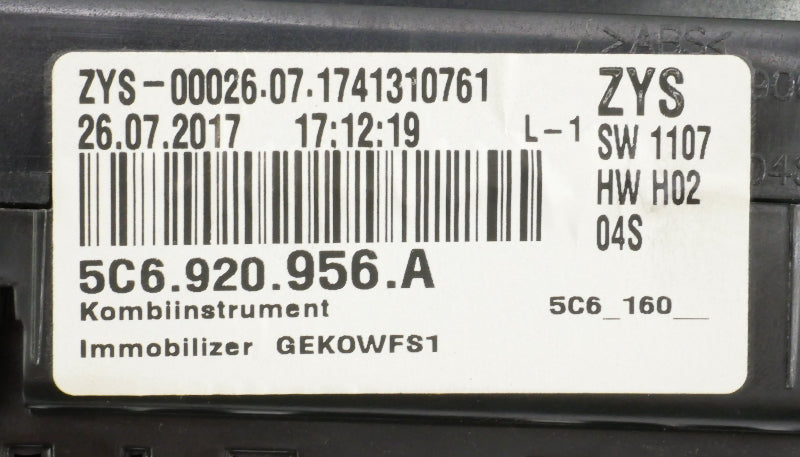 >ABS<
ZYS-00026.07.1741310761
26.07.2017 17:12:19 L-1
ZYS
SW 1107
HW H02
04S
5C6.920.956.A
Kombiinstrument
5C6_160__
Immobilizer GEKOWFS1